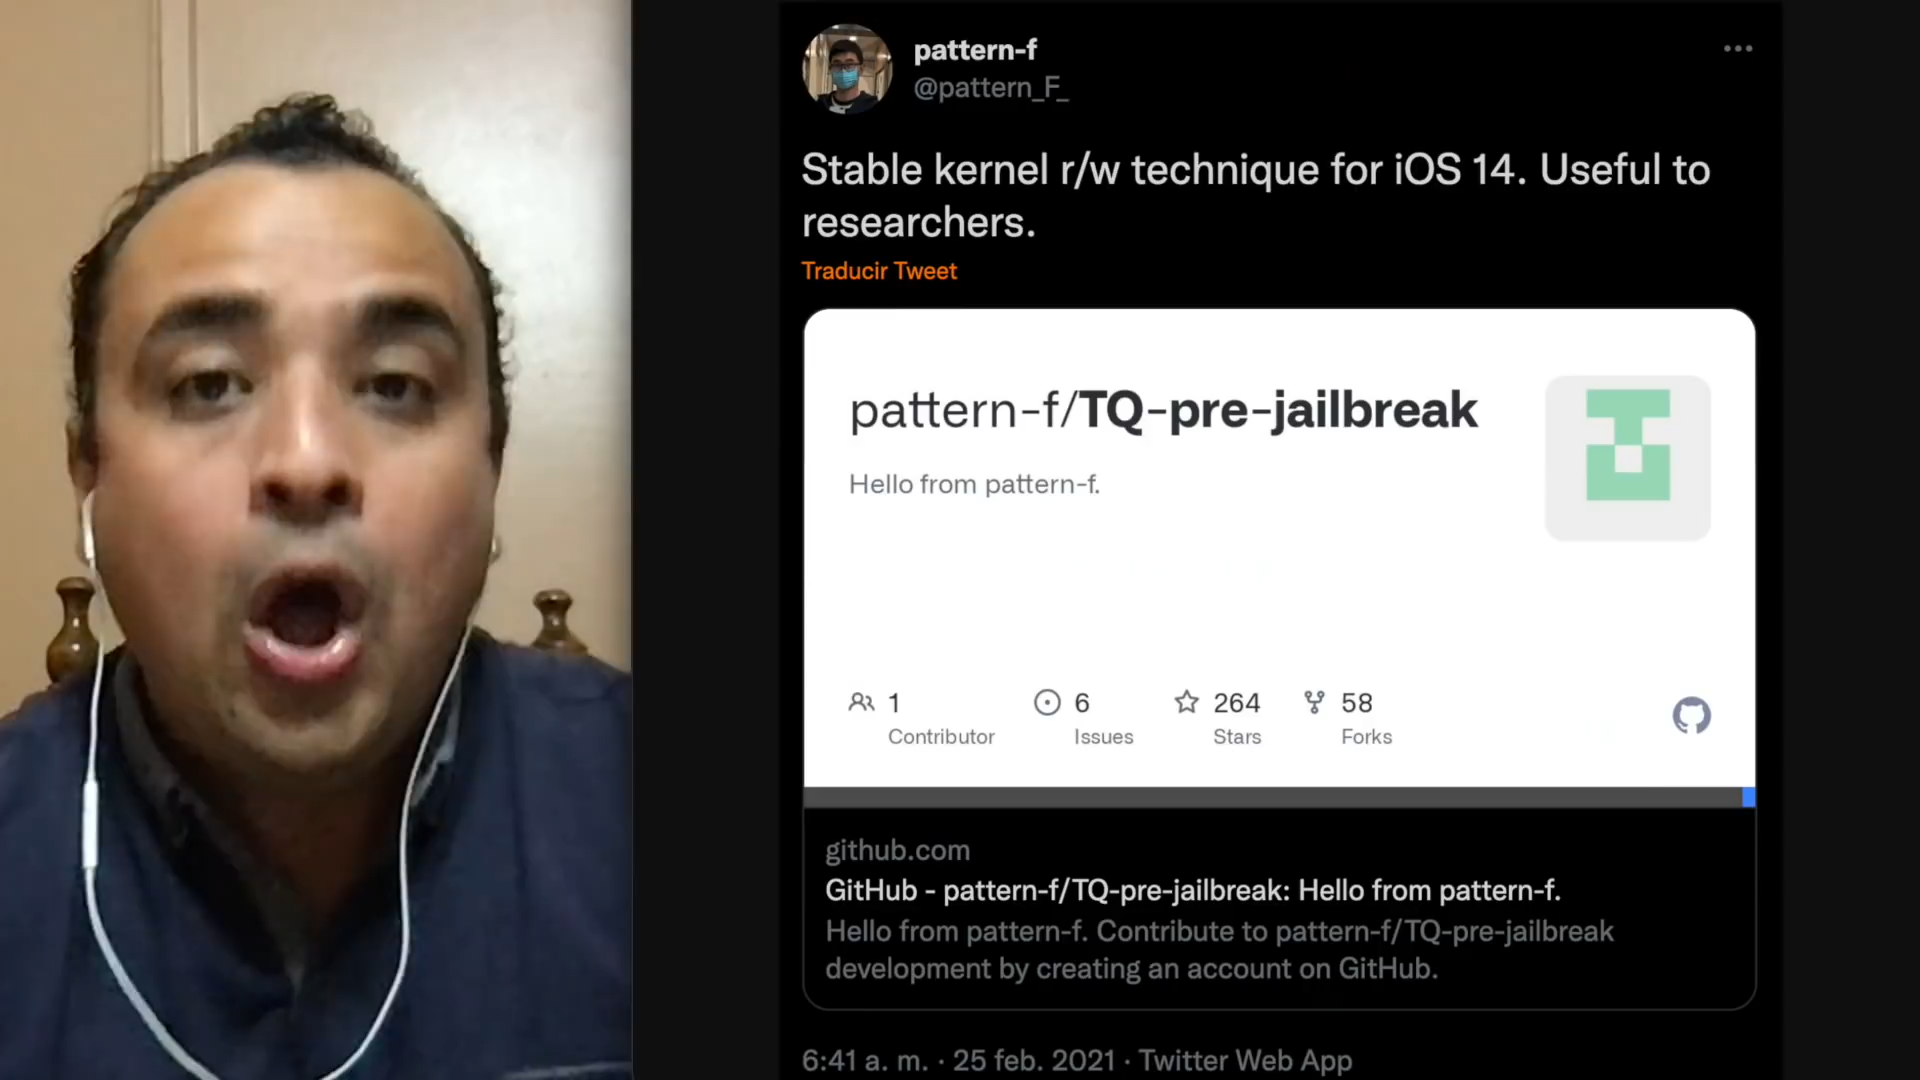 pattern-f
@pattern_F_
Stable kernel r/w technique for iOS 14. Useful to
researchers.
Traducir Tweet
pattern-f/TQ-pre-jailbreak
Hello from pattern-f.
1
Contributor
6
Issues
264
Stars
58
Forks
github.com
GitHub - pattern-f/TQ-pre-jailbreak: Hello from pattern-f.
Hello from pattern-f. Contribute to pattern-f/TQ-pre-jailbreak
development by creating an account on GitHub.
6:41 a. m. · 25 feb. 2021 · Twitter Web App